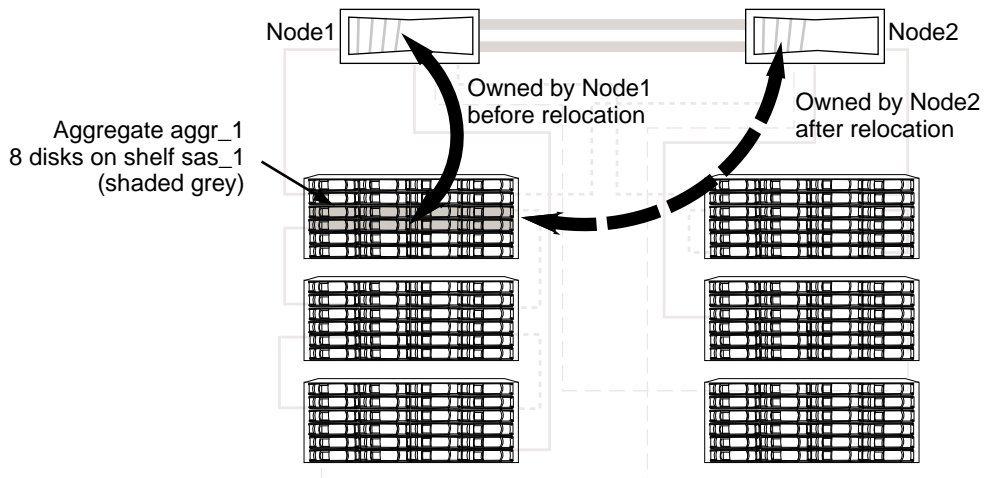 Node1
Node2
Owned by Node1
before relocation
Owned by Node2
after relocation
Aggregate aggr_1
8 disks on shelf sas_1
(shaded grey)